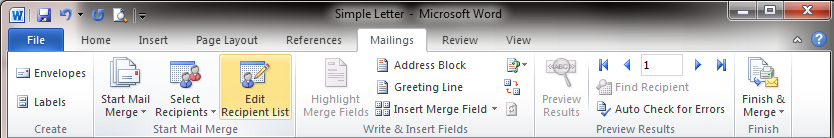 Simple Letter - Microsoft Word
File Home Insert Page Layout References Mailings Review View
Envelopes
Labels
Create
Start Mail
Merge
Select
Recipients
Edit
Recipient List
Start Mail Merge
Highlight
Merge Fields
Address Block
Greeting Line
Insert Merge Field
Write & Insert Fields
«ABC»
Preview
Results
1
Find Recipient
Auto Check for Errors
Preview Results
Finish &
Merge
Finish